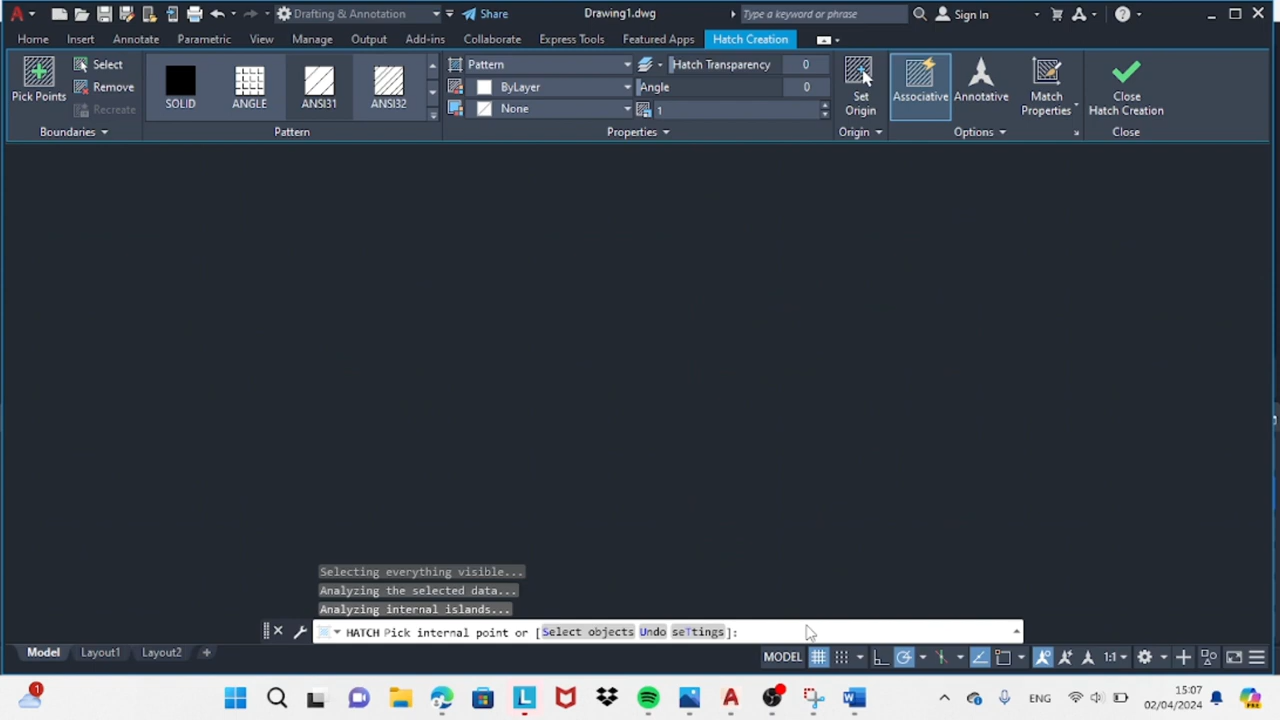 A Drafting & Annotation Share Drawing1.dwg Type a keyword or phrase Sign In
Home Insert Annotate Parametric View Manage Output Add-ins Collaborate Express Tools Featured Apps Hatch Creation
Pick Points Select Remove Recreate
SOLID ANGLE ANSI31 ANSI32
Pattern Hatch Transparency 0
ByLayer Angle 0
None 1
Set Origin Associative Annotative Match Properties Close Hatch Creation
Boundaries Pattern Properties Origin Options Close
Selecting everything visible...
Analyzing the selected data...
Analyzing internal islands...
HATCH Pick internal point or [Select objects Undo seTtings]:
Model Layout1 Layout2 + MODEL 1:1
1 ENG 15:07
02/04/2024